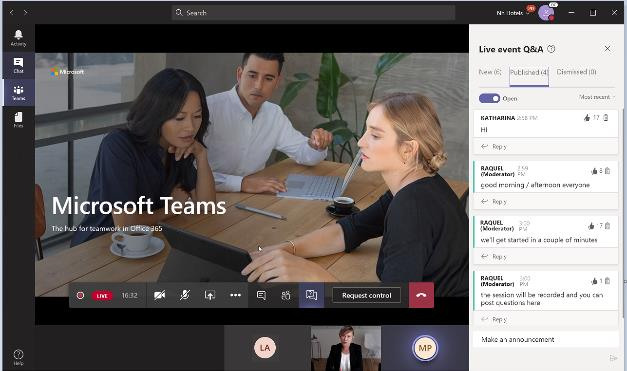 Search
NH Hotels
Activity
Chat
Teams
Files
Help
Microsoft
Microsoft Teams
The hub for teamwork in Office 365
LIVE
16:32
Request control
LA
MP
Live event Q&A
New (6)
Published (4)
Dismissed (0)
Open
Most recent
KATHARINA 2:58 PM
17
Hi
Reply
RAQUEL (Moderator) 2:59 PM
8
good morning / afternoon everyone
Reply
RAQUEL (Moderator) 3:00 PM
17
we'll get started in a couple of minutes
Reply
RAQUEL (Moderator) 3:00 PM
1
the session will be recorded and you can
post questions here
Reply
Make an announcement